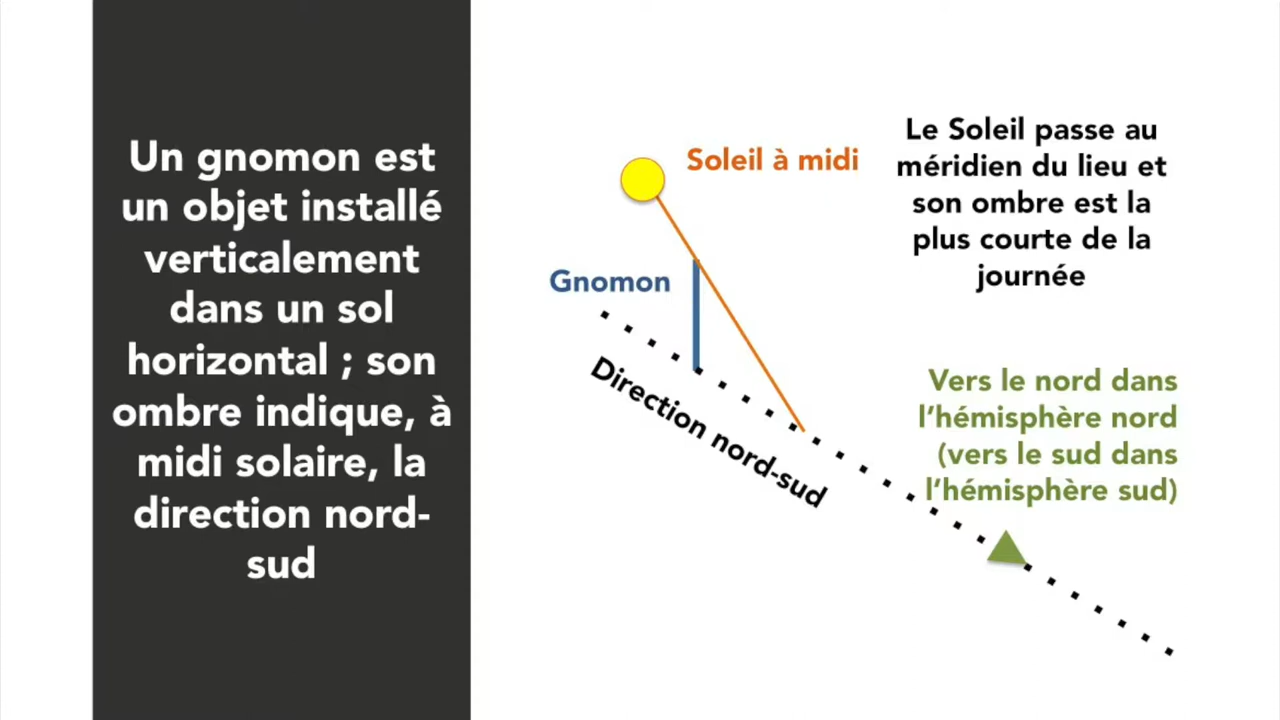 Un gnomon est
un objet installé
verticalement
dans un sol
horizontal ; son
ombre indique, à
midi solaire, la
direction nord-
sud
Soleil à midi
Le Soleil passe au
méridien du lieu et
son ombre est la
plus courte de la
journée
Gnomon
Direction nord-sud
Vers le nord dans
l’hémisphère nord
(vers le sud dans
l’hémisphère sud)